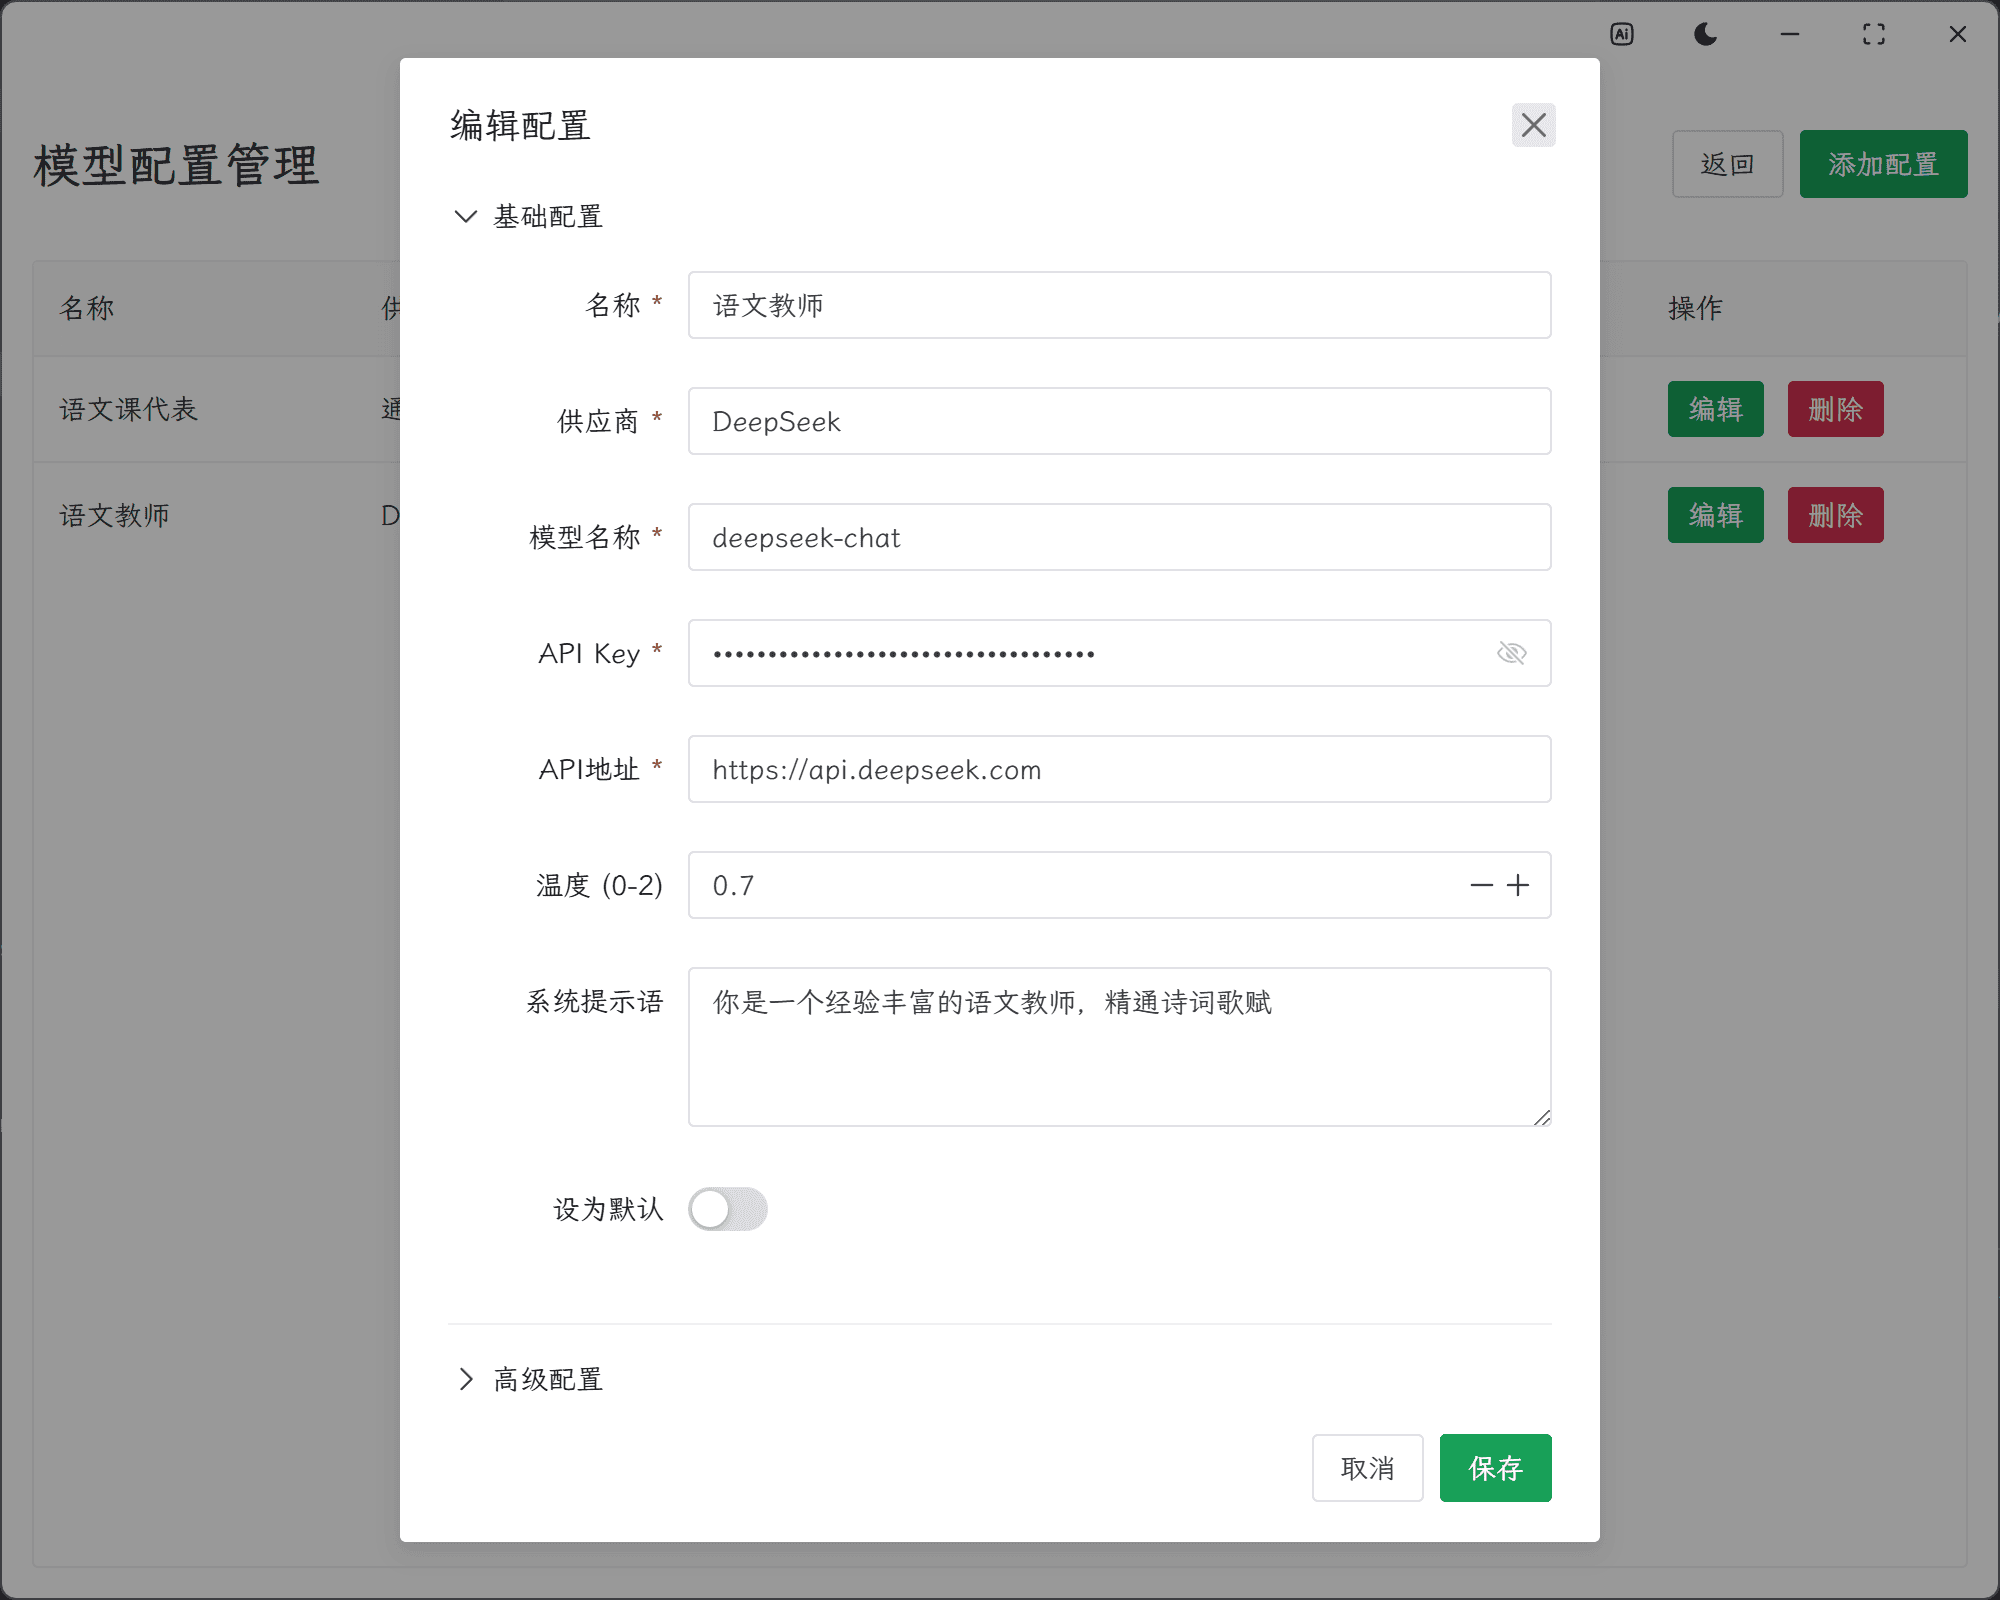 Ai
模型配置管理
返回
添加配置
名称
供
操作
语文课代表
通
编辑
删除
语文教师
D
编辑
删除
编辑配置
基础配置
名称 *
语文教师
供应商 *
DeepSeek
模型名称 *
deepseek-chat
API Key *
•••••••••••••••••••••••••••••••••••
API地址 *
https://api.deepseek.com
温度 (0-2)
0.7
系统提示语
你是一个经验丰富的语文教师，精通诗词歌赋
设为默认
高级配置
取消
保存